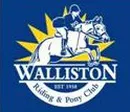 WALLISTON
EST 1958
Riding & Pony Club